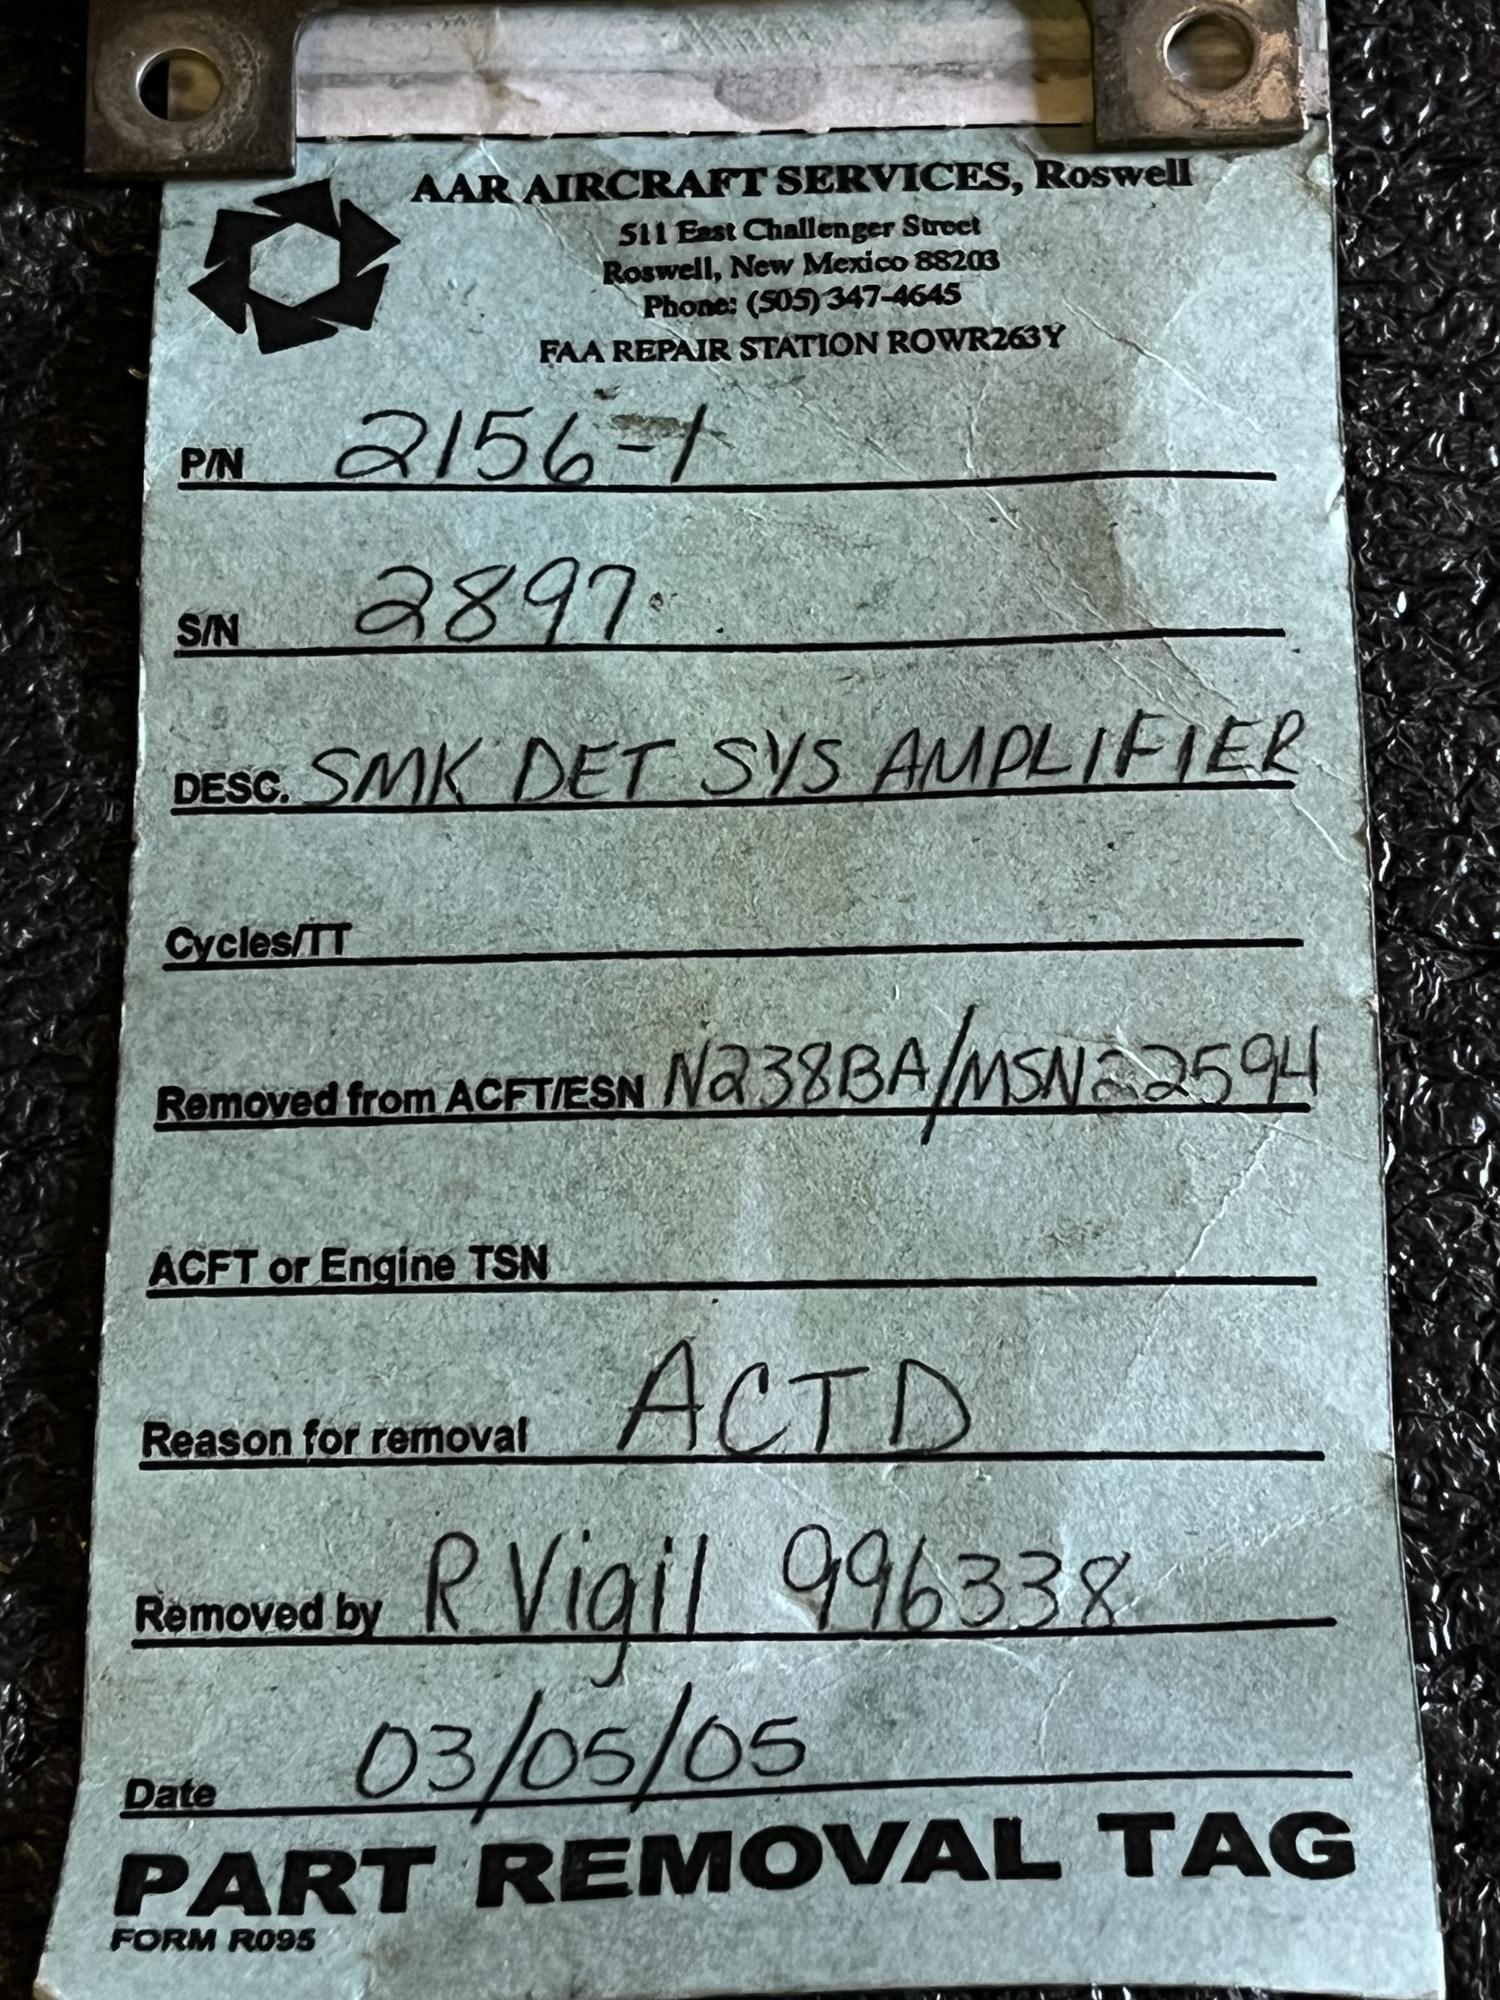 AAR AIRCRAFT SERVICES, Roswell
511 East Challenger Street
Roswell, New Mexico 88203
Phone: (505) 347-4645
FAA REPAIR STATION ROWR263Y
P/N 2156-1
S/N 2897
DESC. SMK DET SYS AMPLIFIER
Cycles/TT
Removed from ACFT/ESN N238BA/MSN22594
ACFT or Engine TSN
Reason for removal ACTD
Removed by R Vigil 996338
Date 03/05/05
PART REMOVAL TAG
FORM R095